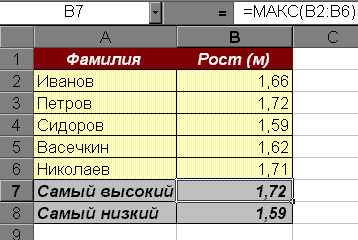 B7 = =МАКС(B2:B6)
A B C
1 Фамилия Рост (м)
2 Иванов 1,66
3 Петров 1,72
4 Сидоров 1,59
5 Васечкин 1,62
6 Николаев 1,71
7 Самый высокий 1,72
8 Самый низкий 1,59
9